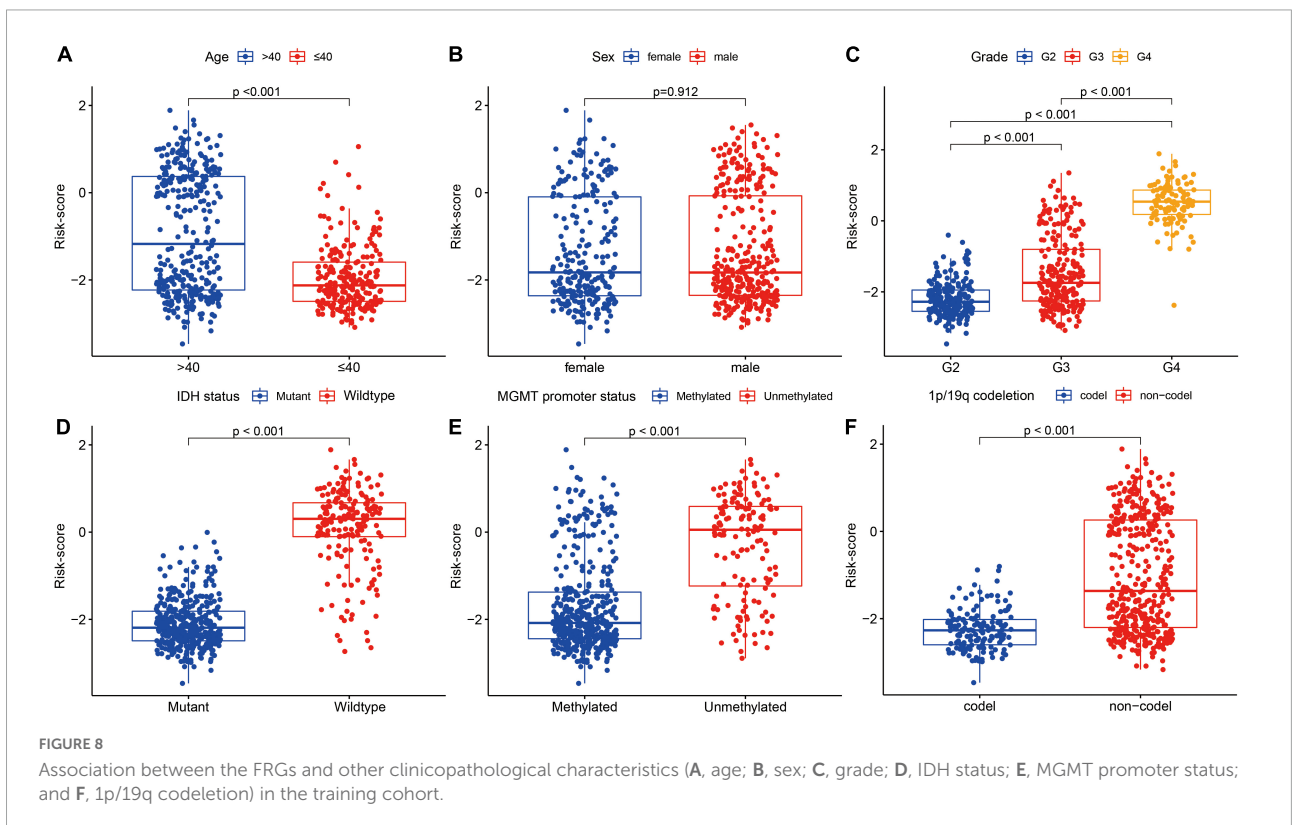 A
Age >40 ≤40
p <0.001
2
0
−2
Risk-score
>40 ≤40
B
Sex female male
p=0.912
2
0
−2
Risk-score
female male
C
Grade G2 G3 G4
p < 0.001
p < 0.001
p < 0.001
2
0
−2
Risk-score
G2 G3 G4
D
IDH status Mutant Wildtype
p < 0.001
2
0
−2
Risk-score
Mutant Wildtype
E
MGMT promoter status Methylated Unmethylated
p < 0.001
2
0
−2
Risk-score
Methylated Unmethylated
F
1p/19q codeletion codel non-codel
p < 0.001
2
0
−2
Risk-score
codel non−codel
FIGURE 8
Association between the FRGs and other clinicopathological characteristics (A, age; B, sex; C, grade; D, IDH status; E, MGMT promoter status;
and F, 1p/19q codeletion) in the training cohort.